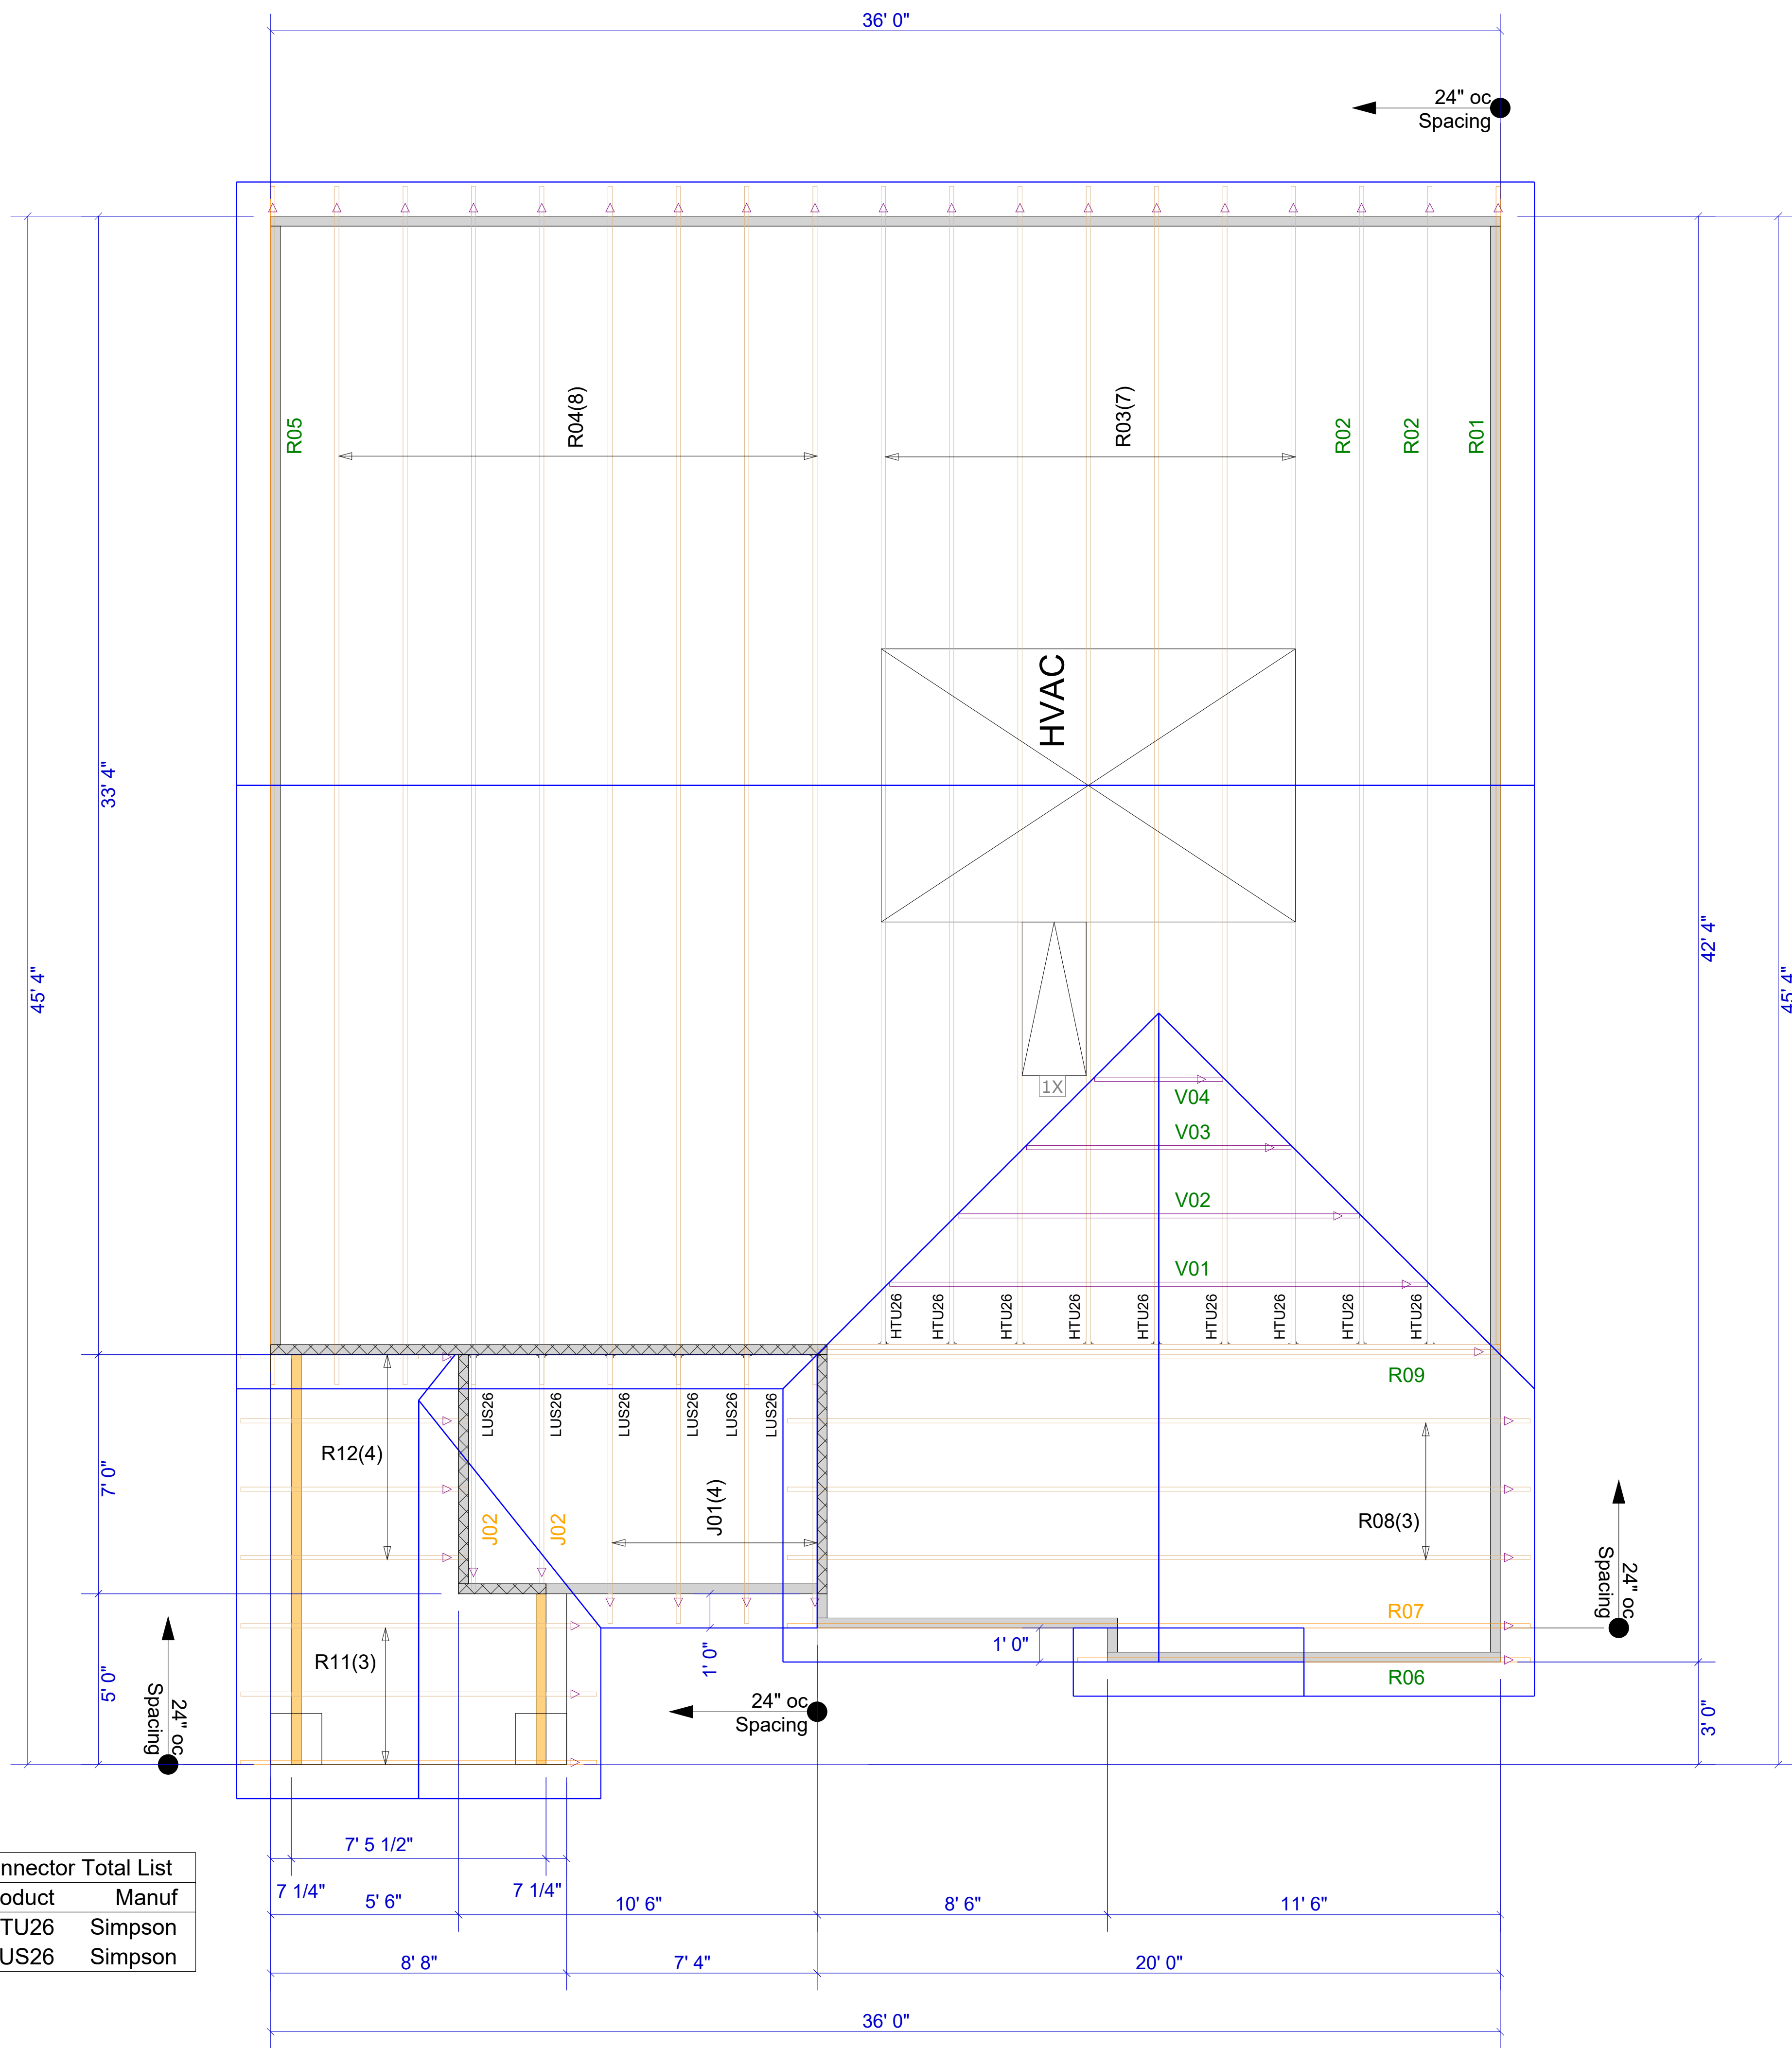 36' 0"
24" oc
Spacing
R05
R04(8)
R03(7)
R02
R02
R01
HVAC
33' 4"
45' 4"
42' 4"
45' 4"
1X
V04
V03
V02
V01
HTU26
HTU26
HTU26
HTU26
HTU26
HTU26
HTU26
HTU26
HTU26
R09
LUS26
LUS26
LUS26
LUS26
LUS26
LUS26
R12(4)
7' 0"
J01(4)
J02
J02
R08(3)
24" oc
Spacing
R07
1' 0"
1' 0"
R11(3)
R06
5' 0"
24" oc
Spacing
24" oc
Spacing
3' 0"
7' 5 1/2"
7 1/4"
7 1/4"
5' 6"
10' 6"
8' 6"
11' 6"
8' 8"
7' 4"
20' 0"
36' 0"
nnector Total List
oduct Manuf
TU26 Simpson
US26 Simpson